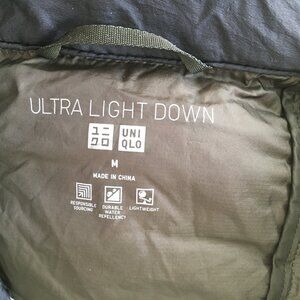 ULTRA LIGHT DOWN
ユニ UNI
クロ QLO
M
MADE IN CHINA
RESPONSIBLE SOURCING
DURABLE WATER REPELLENCY
LIGHTWEIGHT